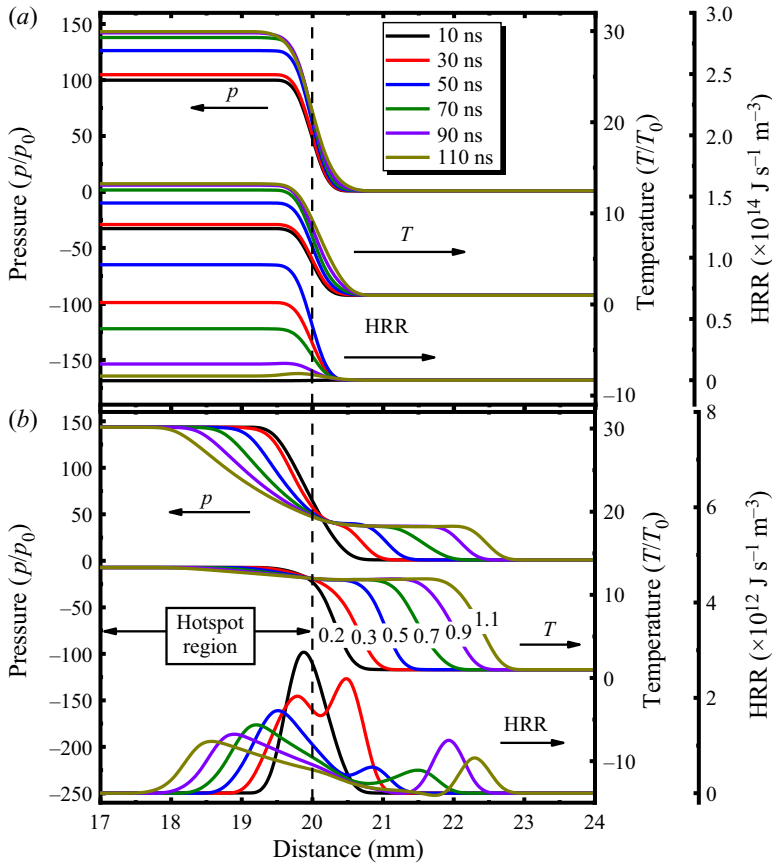 (a)
150
100
50
0
−50
−100
−150
Pressure (p/p0)
p
T
HRR
10 ns
30 ns
50 ns
70 ns
90 ns
110 ns
30
20
10
0
−10
Temperature (T/T0)
3.0
2.5
2.0
1.5
1.0
0.5
0
HRR (×10^14 J s^−1 m^−3)
(b)
150
100
50
0
−50
−100
−150
−200
−250
Pressure (p/p0)
p
Hotspot
region
0.2 0.3 0.5 0.7 0.9 1.1
T
HRR
30
20
10
0
−10
Temperature (T/T0)
8
6
4
2
0
HRR (×10^12 J s^−1 m^−3)
17 18 19 20 21 22 23 24
Distance (mm)